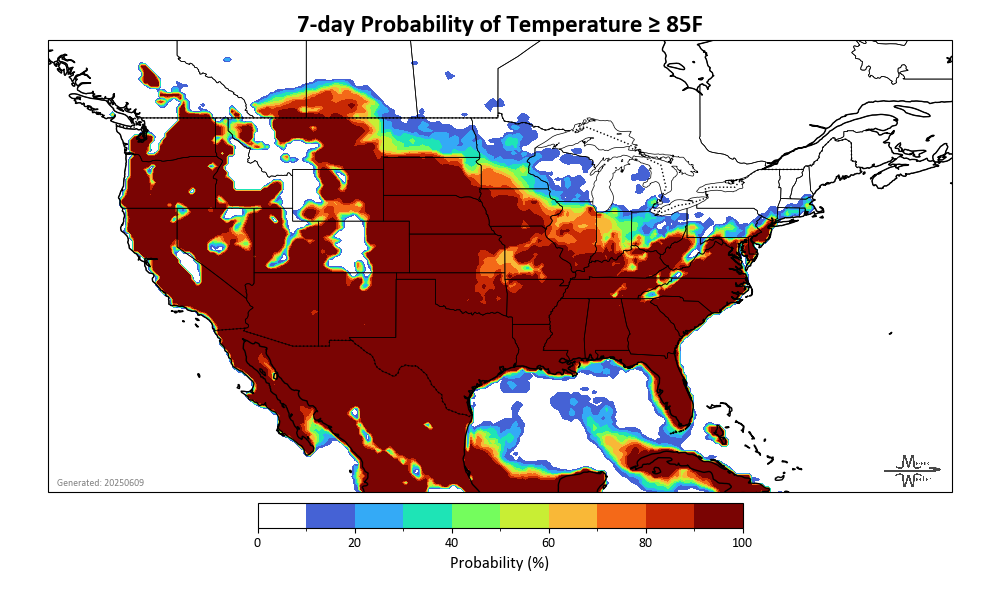 7-day Probability of Temperature ≥ 85F
Generated: 20250609
0 20 40 60 80 100
Probability (%)